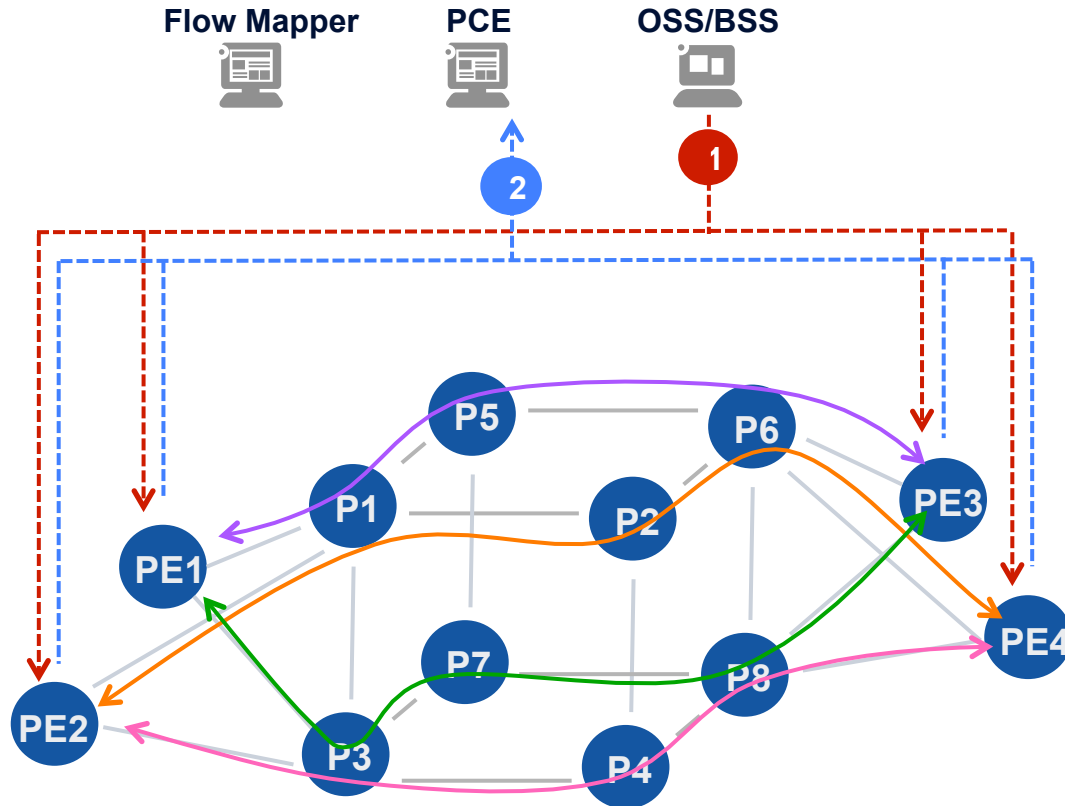 Flow Mapper
PCE
OSS/BSS
1
2
P5
P6
P1
P2
PE3
PE1
PE4
P7
P8
PE2
P3
P4